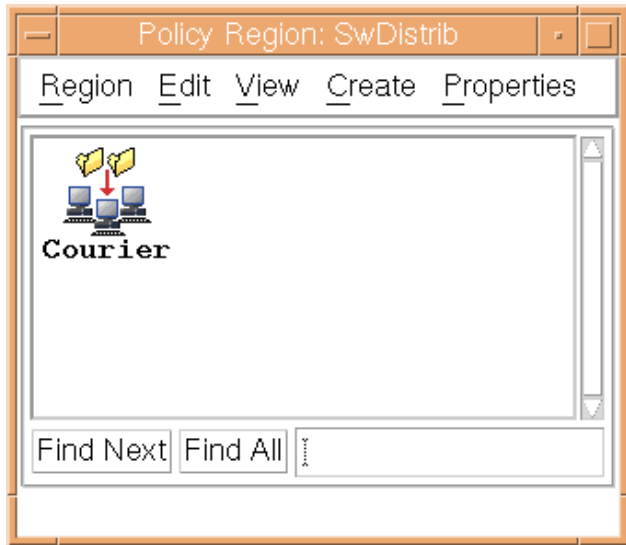 Policy Region: SwDistrib
Region Edit View Create Properties
Courier
Find Next Find All